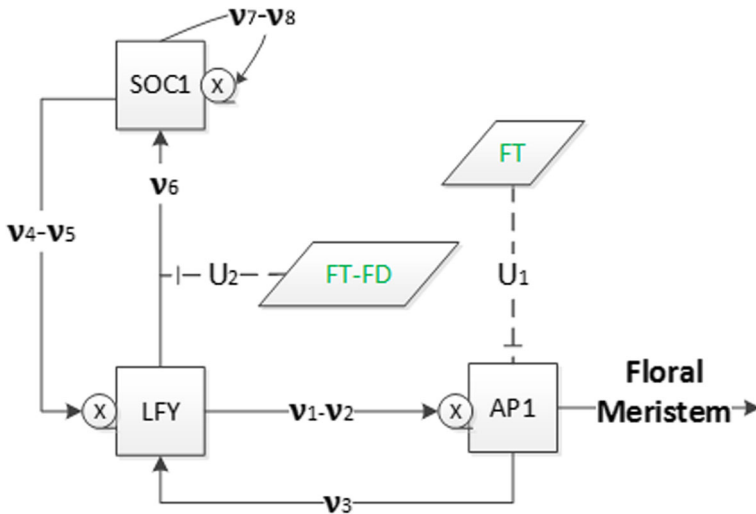 ν7-ν8
SOC1
X
FT
ν6
ν4-ν5
U2
FT-FD
U1
X
LFY
ν1-ν2
X
AP1
Floral
Meristem
ν3